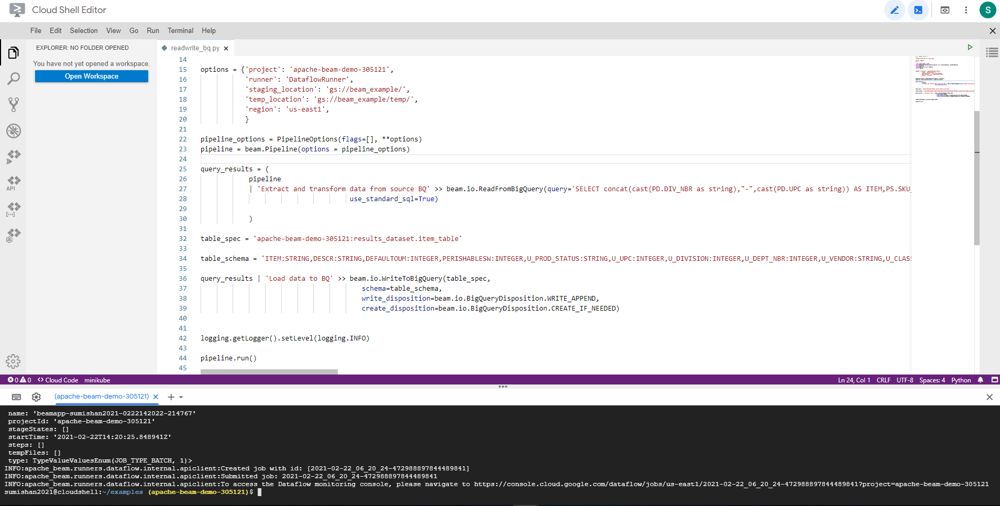 Cloud Shell Editor
S
File Edit Selection View Go Run Terminal Help
EXPLORER: NO FOLDER OPENED
You have not yet opened a workspace.
Open Workspace
API
readwrite_bq.py
14
15 options = {'project': 'apache-beam-demo-305121',
16 'runner': 'DataflowRunner',
17 'staging_location': 'gs://beam_example/',
18 'temp_location': 'gs://beam_example/temp/',
19 'region': 'us-east1',
20 }
21
22 pipeline_options = PipelineOptions(flags=[], **options)
23 pipeline = beam.Pipeline(options = pipeline_options)
24
25 query_results = (
26 pipeline
27 | 'Extract and transform data from source BQ' >> beam.io.ReadFromBigQuery(query='SELECT concat(cast(PD.DIV_NBR as string),"-",cast(PD.UPC as string)) AS ITEM,PS.SKU_
28 use_standard_sql=True)
29
30 )
31
32 table_spec = 'apache-beam-demo-305121:results_dataset.item_table'
33
34 table_schema = 'ITEM:STRING,DESCR:STRING,DEFAULTOUM:INTEGER,PERISHABLESW:INTEGER,U_PROD_STATUS:STRING,U_UPC:INTEGER,U_DIVISION:INTEGER,U_DEPT_NBR:INTEGER,U_VENDOR:STRING,U_CLAS
35
36 query_results | 'Load data to BQ' >> beam.io.WriteToBigQuery(table_spec,
37 schema=table_schema,
38 write_disposition=beam.io.BigQueryDisposition.WRITE_APPEND,
39 create_disposition=beam.io.BigQueryDisposition.CREATE_IF_NEEDED)
40
41
42 logging.getLogger().setLevel(logging.INFO)
43
44 pipeline.run()
45
0 0 <> Cloud Code minikube Ln 24, Col 1 CRLF UTF-8 Spaces: 4 Python
(apache-beam-demo-305121)
name: 'beamapp-sumishan2021-0222142022-214767'
projectId: 'apache-beam-demo-305121'
stageStates: []
startTime: '2021-02-22T14:20:25.848941Z'
steps: []
tempFiles: []
type: TypeValueValuesEnum(JOB_TYPE_BATCH, 1)>
INFO:apache_beam.runners.dataflow.internal.apiclient:Created job with id: [2021-02-22_06_20_24-472988897844489841]
INFO:apache_beam.runners.dataflow.internal.apiclient:Submitted job: 2021-02-22_06_20_24-472988897844489841
INFO:apache_beam.runners.dataflow.internal.apiclient:To access the Dataflow monitoring console, please navigate to https://console.cloud.google.com/dataflow/jobs/us-east1/2021-02-22_06_20_24-472988897844489841?project=apache-beam-demo-305121
sumishan2021@cloudshell:~/examples (apache-beam-demo-305121)$